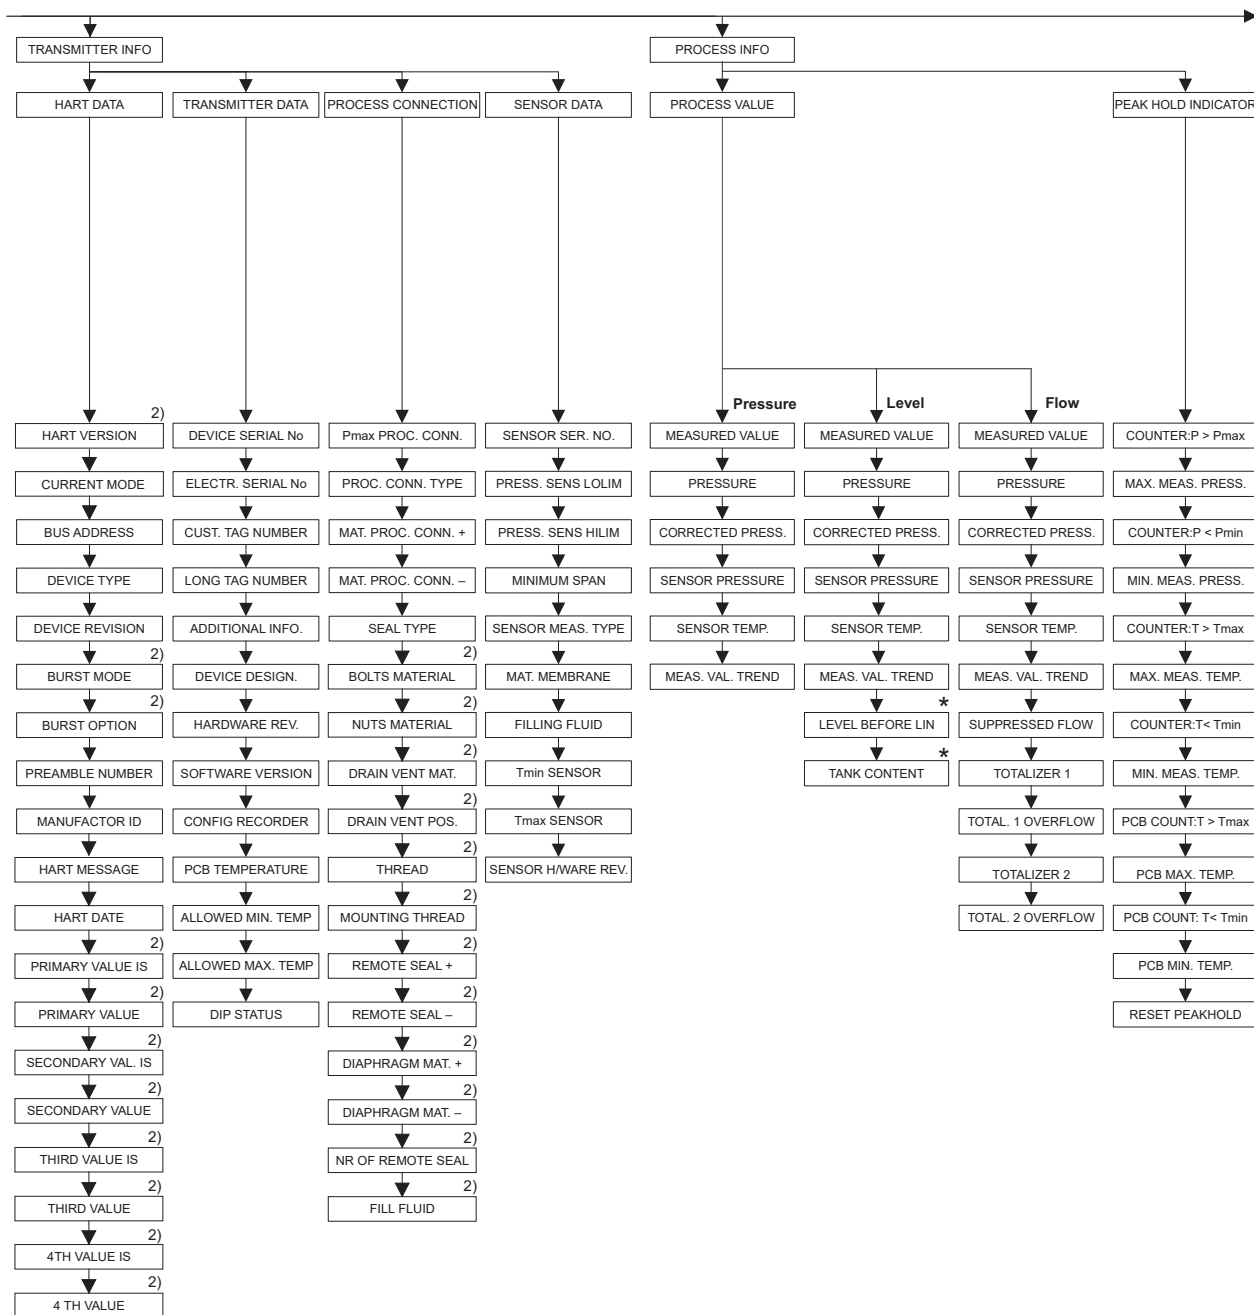 TRANSMITTER INFO
PROCESS INFO
HART DATA
TRANSMITTER DATA
PROCESS CONNECTION
SENSOR DATA
PROCESS VALUE
PEAK HOLD INDICATOR
2)
HART VERSION
CURRENT MODE
BUS ADDRESS
DEVICE TYPE
DEVICE REVISION
2)
BURST MODE
2)
BURST OPTION
PREAMBLE NUMBER
MANUFACTOR ID
HART MESSAGE
HART DATE
2)
PRIMARY VALUE IS
2)
PRIMARY VALUE
2)
SECONDARY VAL. IS
2)
SECONDARY VALUE
2)
THIRD VALUE IS
2)
THIRD VALUE
2)
4TH VALUE IS
2)
4 TH VALUE
DEVICE SERIAL No
ELECTR. SERIAL No
CUST. TAG NUMBER
LONG TAG NUMBER
ADDITIONAL INFO.
DEVICE DESIGN.
HARDWARE REV.
SOFTWARE VERSION
CONFIG RECORDER
PCB TEMPERATURE
ALLOWED MIN. TEMP
ALLOWED MAX. TEMP
DIP STATUS
Pmax PROC. CONN.
PROC. CONN. TYPE
MAT. PROC. CONN. +
MAT. PROC. CONN. –
SEAL TYPE
2)
BOLTS MATERIAL
2)
NUTS MATERIAL
2)
DRAIN VENT MAT.
2)
DRAIN VENT POS.
2)
THREAD
2)
MOUNTING THREAD
2)
REMOTE SEAL +
2)
REMOTE SEAL –
2)
DIAPHRAGM MAT. +
2)
DIAPHRAGM MAT. –
2)
NR OF REMOTE SEAL
2)
FILL FLUID
SENSOR SER. NO.
PRESS. SENS LOLIM
PRESS. SENS HILIM
MINIMUM SPAN
SENSOR MEAS. TYPE
MAT. MEMBRANE
FILLING FLUID
Tmin SENSOR
Tmax SENSOR
SENSOR H/WARE REV.
Pressure
MEASURED VALUE
PRESSURE
CORRECTED PRESS.
SENSOR PRESSURE
SENSOR TEMP.
MEAS. VAL. TREND
Level
MEASURED VALUE
PRESSURE
CORRECTED PRESS.
SENSOR PRESSURE
SENSOR TEMP.
MEAS. VAL. TREND
*
LEVEL BEFORE LIN
*
TANK CONTENT
Flow
MEASURED VALUE
PRESSURE
CORRECTED PRESS.
SENSOR PRESSURE
SENSOR TEMP.
MEAS. VAL. TREND
SUPPRESSED FLOW
TOTALIZER 1
TOTAL. 1 OVERFLOW
TOTALIZER 2
TOTAL. 2 OVERFLOW
COUNTER:P > Pmax
MAX. MEAS. PRESS.
COUNTER:P < Pmin
MIN. MEAS. PRESS.
COUNTER:T > Tmax
MAX. MEAS. TEMP.
COUNTER:T< Tmin
MIN. MEAS. TEMP.
PCB COUNT:T > Tmax
PCB MAX. TEMP.
PCB COUNT: T< Tmin
PCB MIN. TEMP.
RESET PEAKHOLD